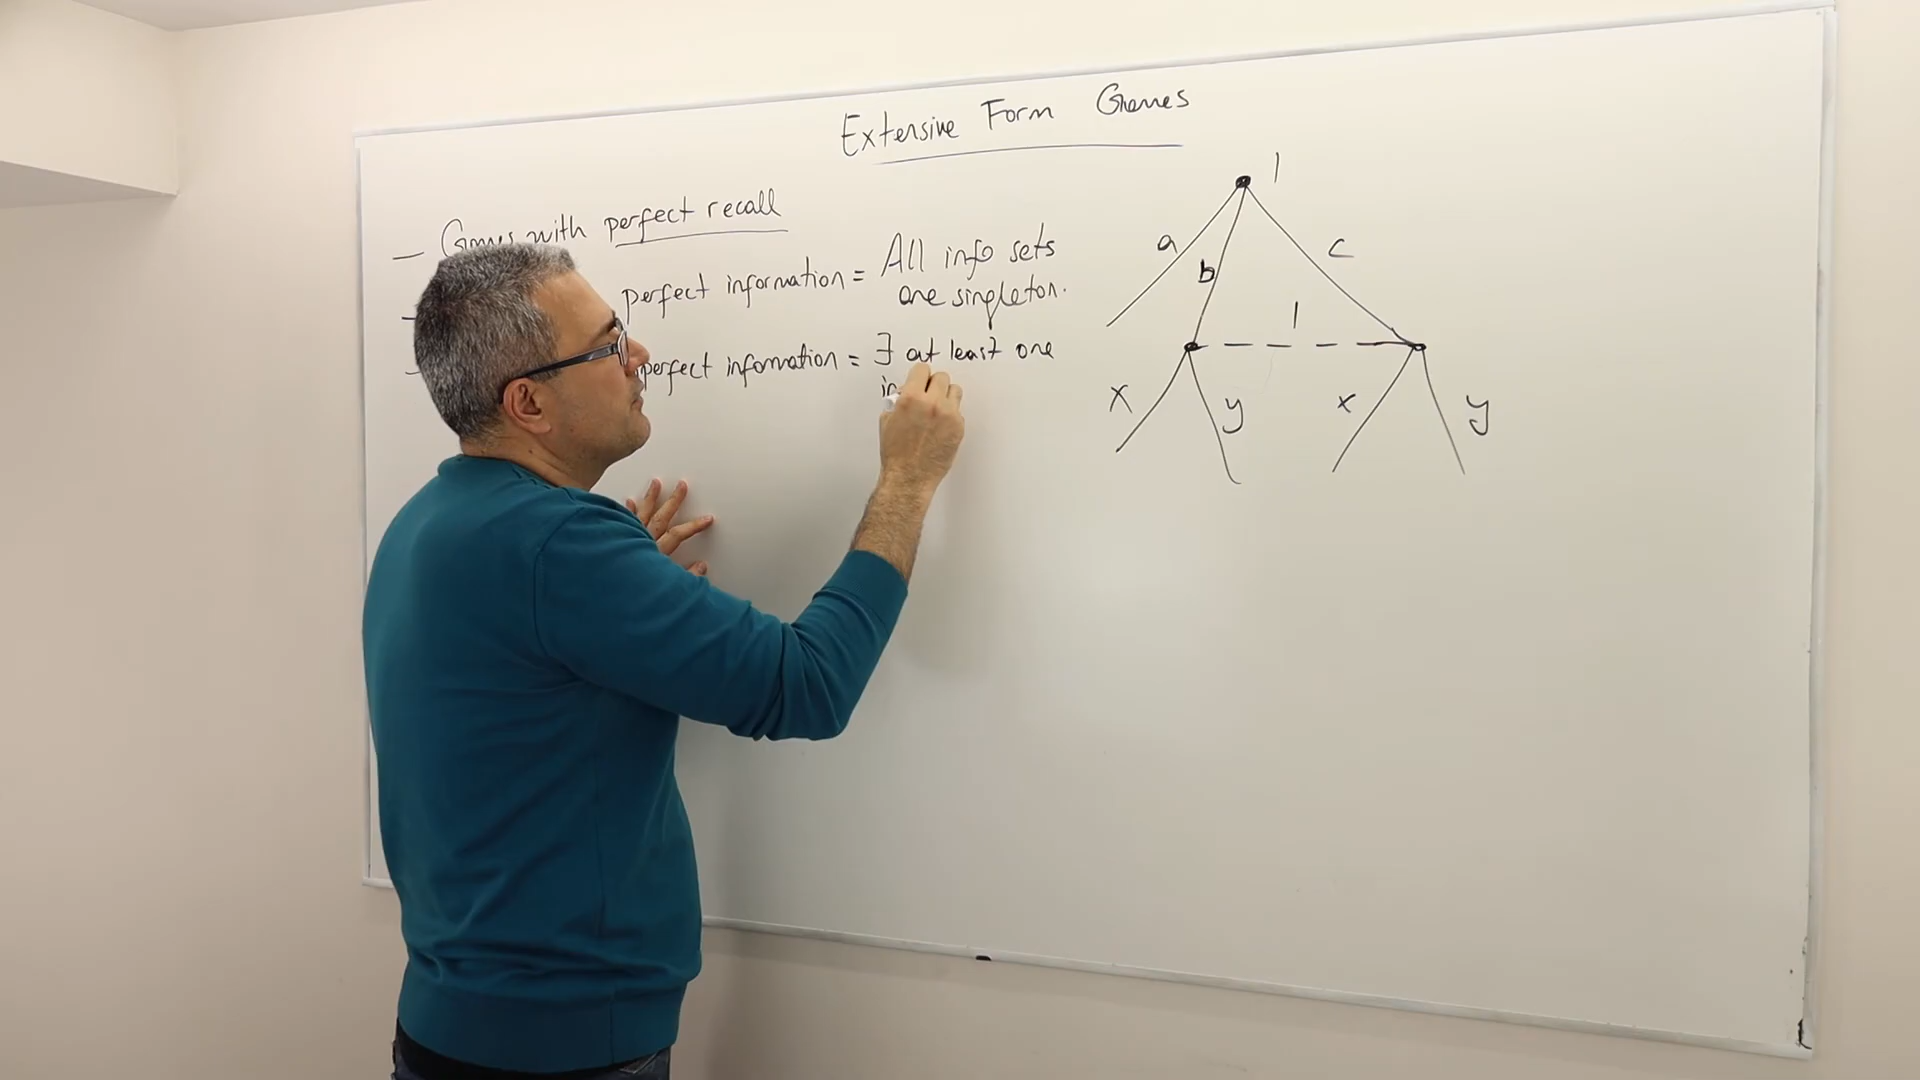 Extensive Form Games
— Games with perfect recall
perfect information = All info sets
are singleton.
perfect information = ∃ at least one
1
a
b
c
1
x
y
x
y